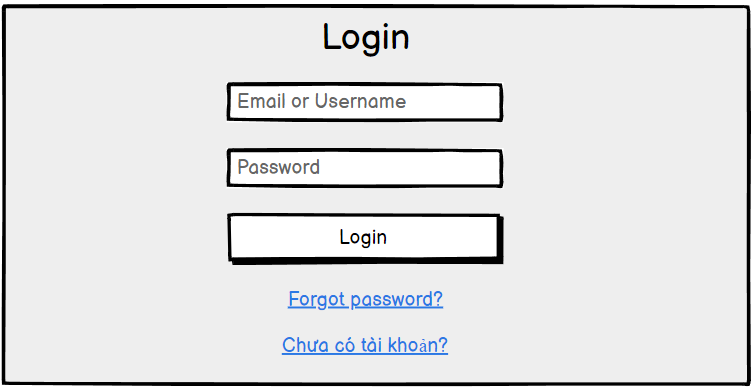 Login
Email or Username
Password
Login
Forgot password?
Chưa có tài khoản?